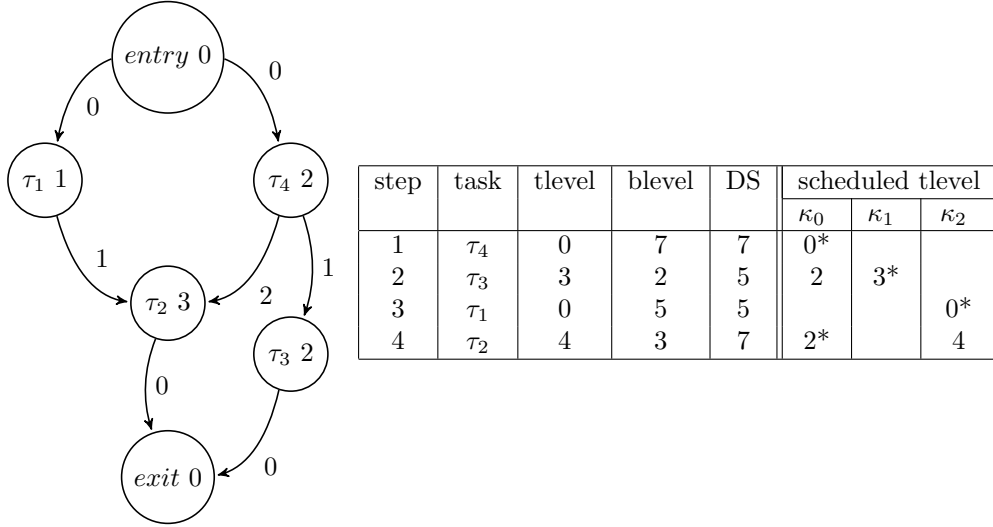 entry 0
0
0
τ₁ 1
τ₄ 2
1
1
2
τ₂ 3
τ₃ 2
0
0
exit 0
step task tlevel blevel DS scheduled tlevel
κ₀ κ₁ κ₂
1 τ₄ 0 7 7 0*
2 τ₃ 3 2 5 2 3*
3 τ₁ 0 5 5 0*
4 τ₂ 4 3 7 2* 4